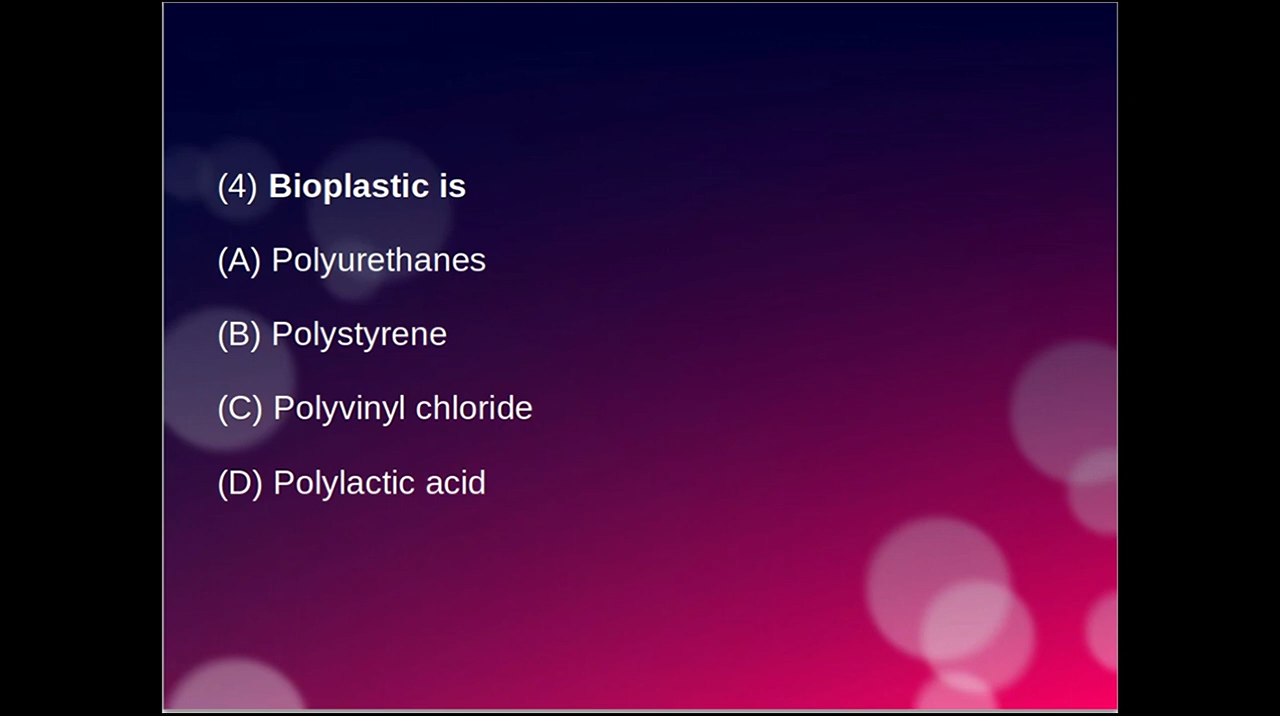 (4) Bioplastic is
(A) Polyurethanes
(B) Polystyrene
(C) Polyvinyl chloride
(D) Polylactic acid